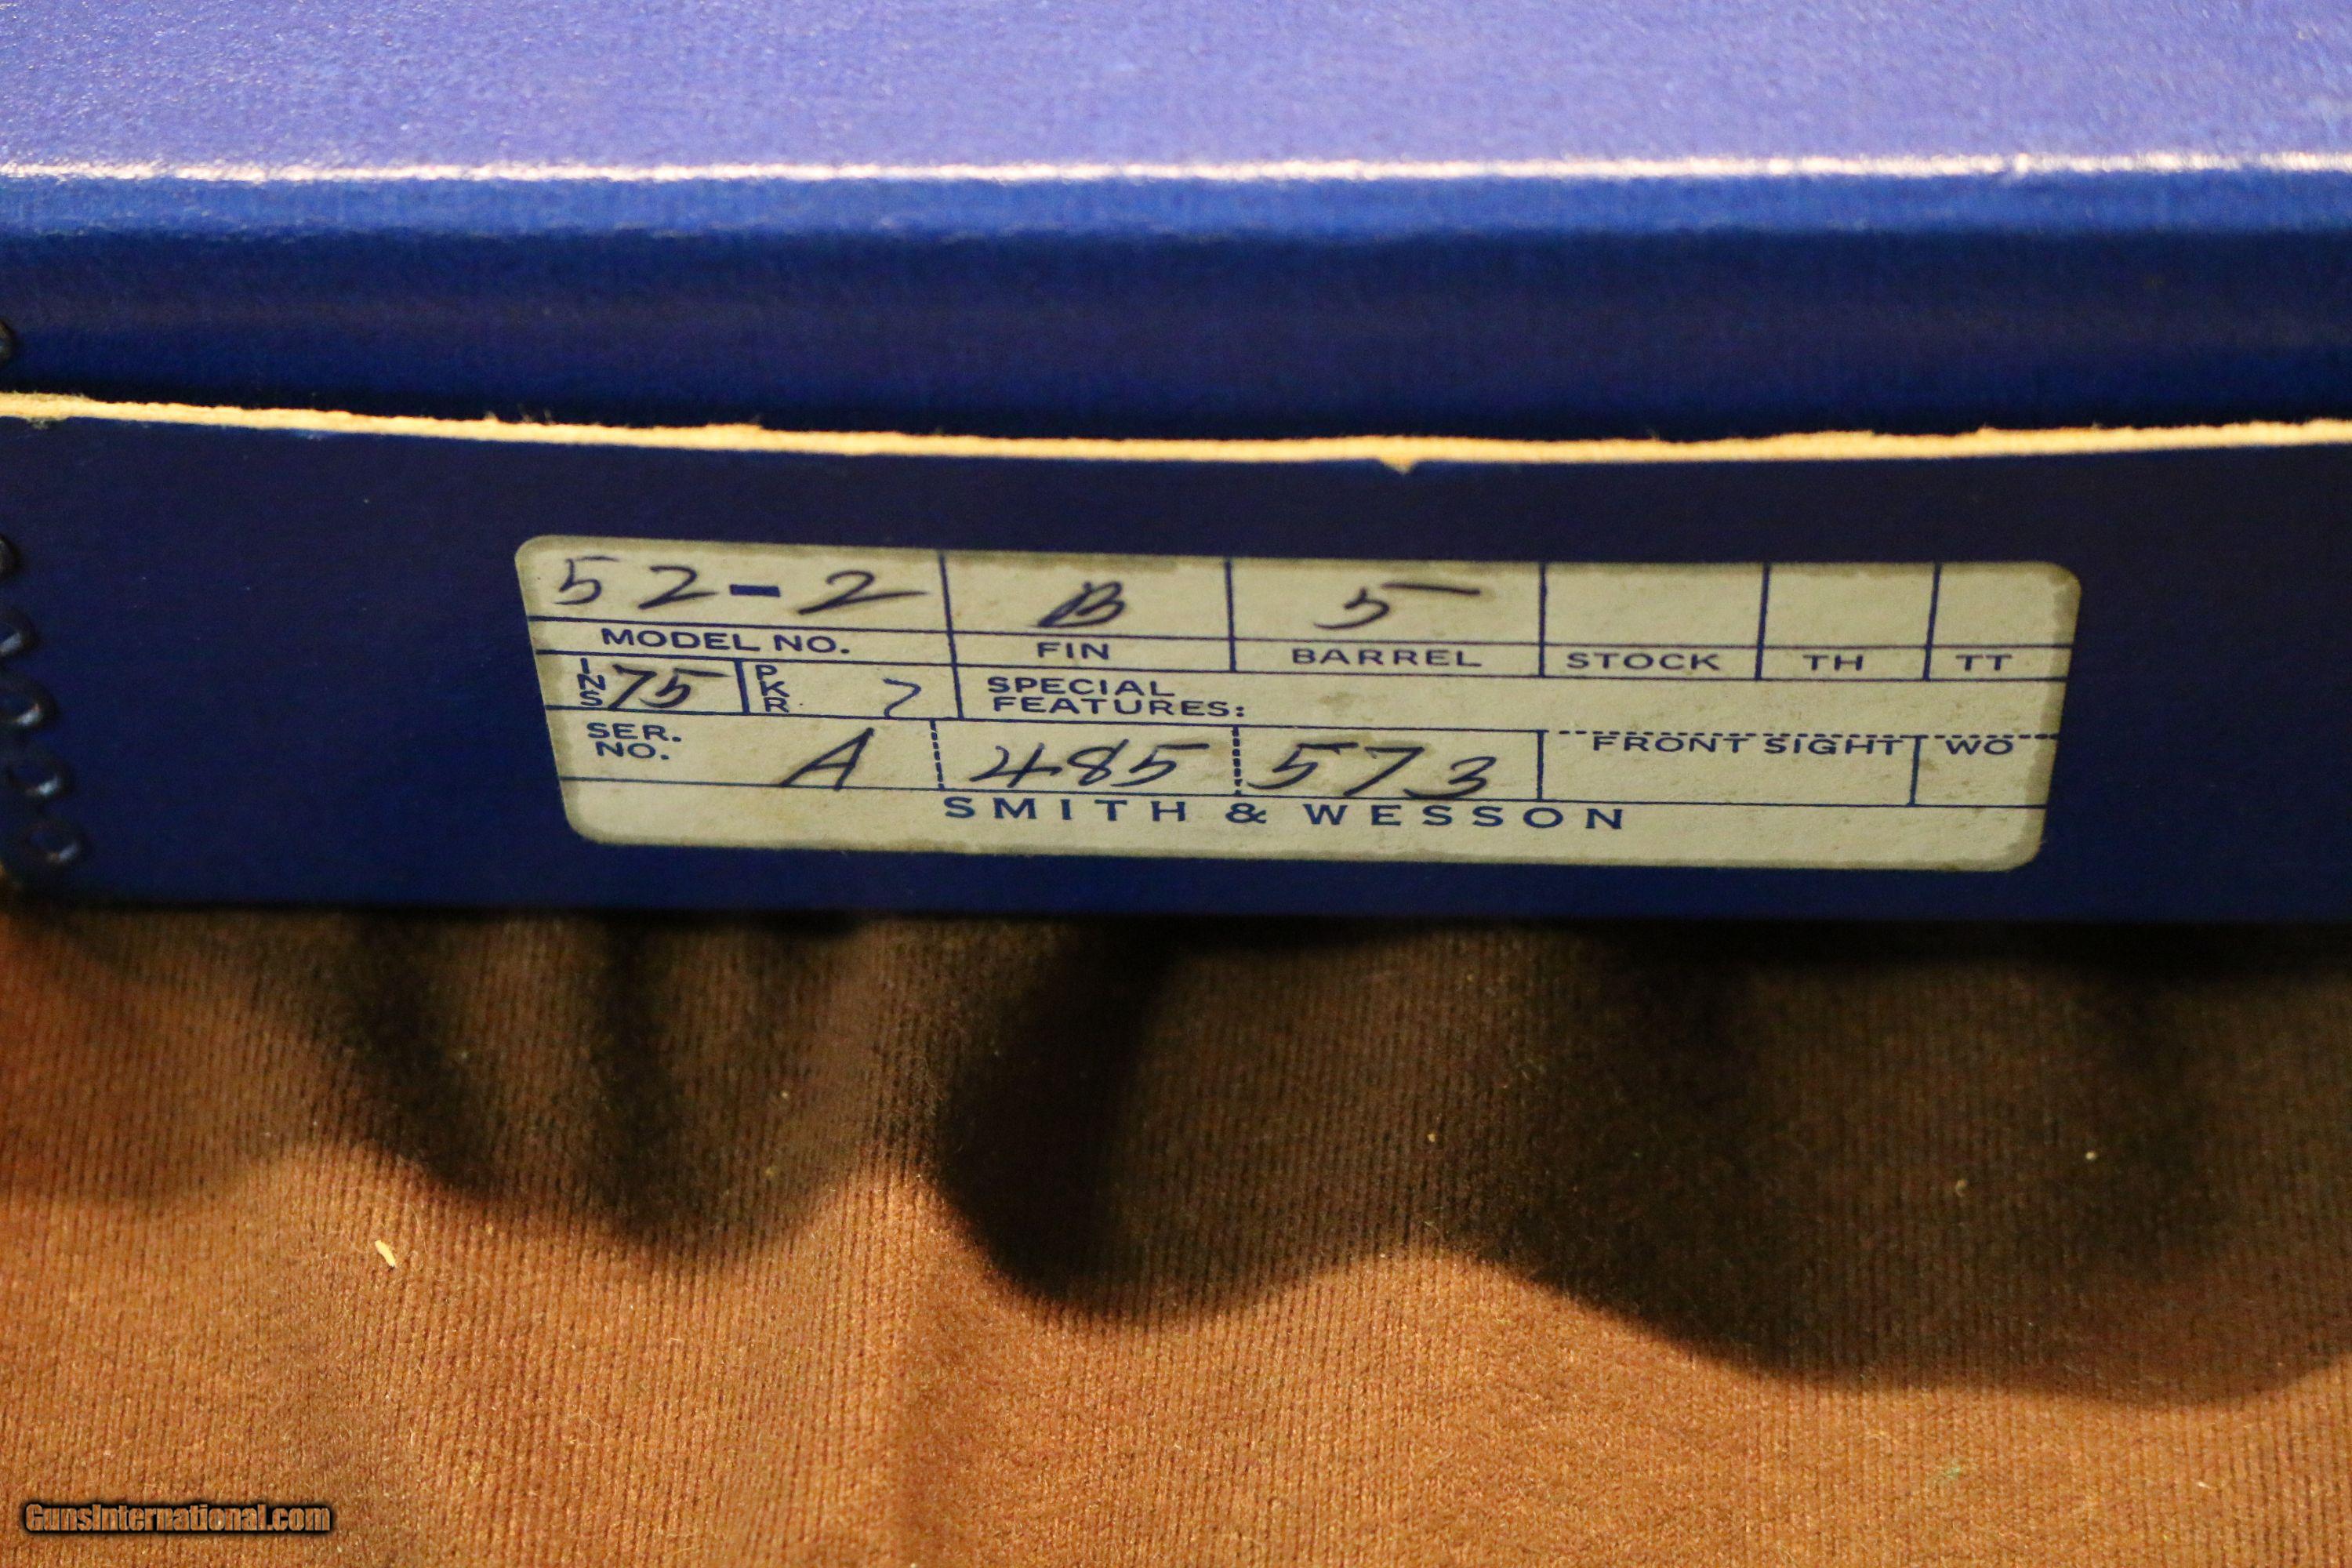 52-2 B 5
MODEL NO. FIN BARREL STOCK TH TT
INS 75 PKR 7 SPECIAL
FEATURES:
SER.
NO. A 485 573 FRONT SIGHT WO
SMITH & WESSON
GunsInternational.com